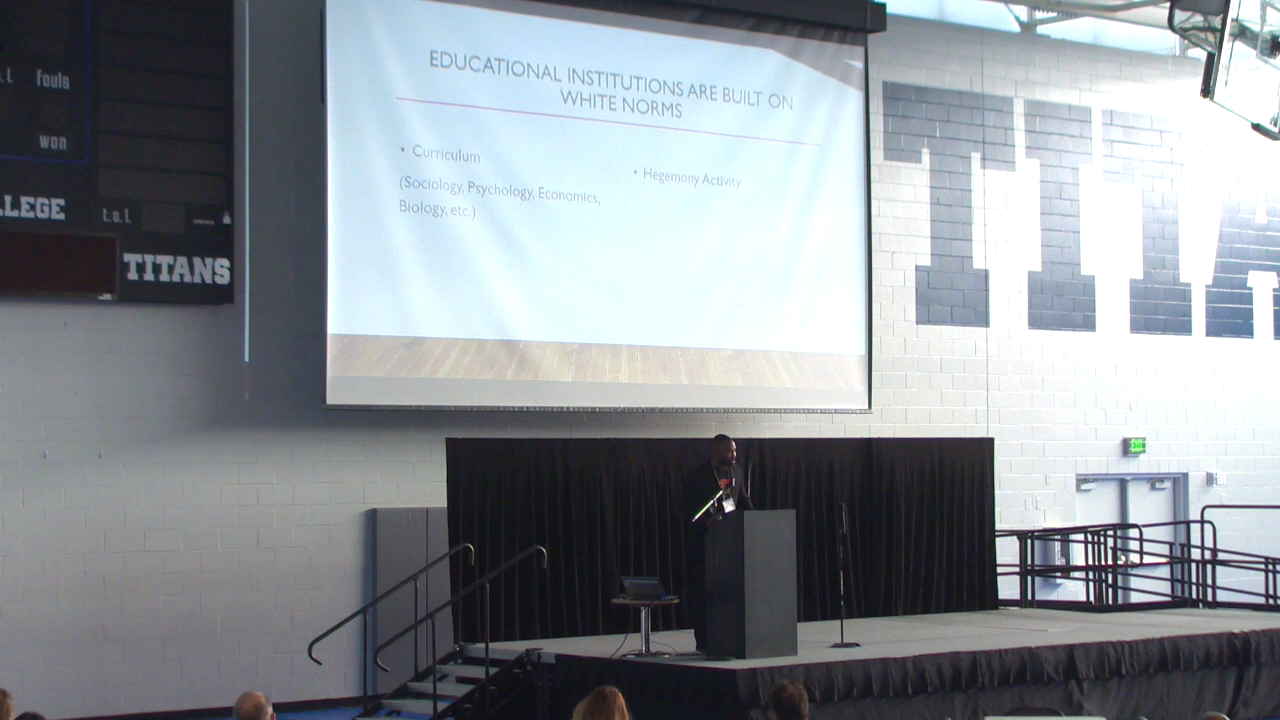 fouls
won
LLEGE
t.o.l.
TITANS
EDUCATIONAL INSTITUTIONS ARE BUILT ON
WHITE NORMS
• Curriculum
(Sociology, Psychology, Economics,
Biology, etc.)
• Hegemony Activity
EXIT